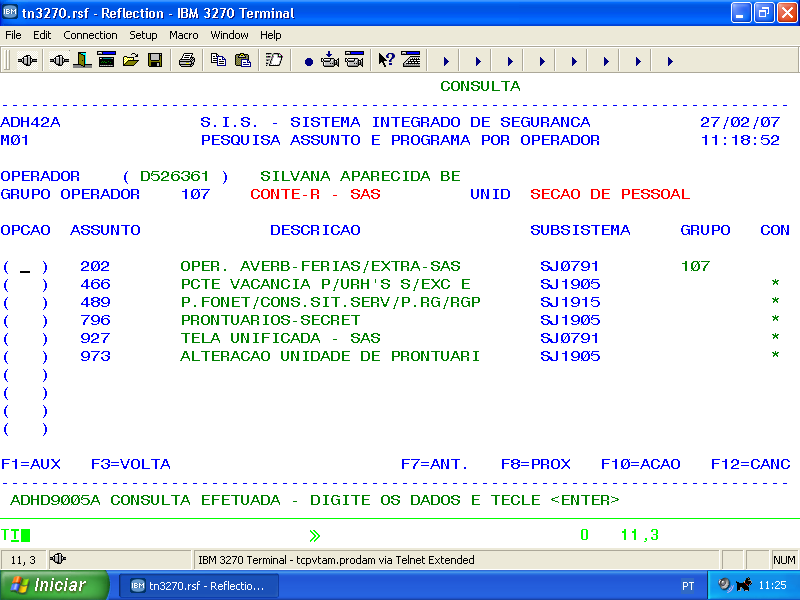 tn3270.rsf - Reflection - IBM 3270 Terminal
File Edit Connection Setup Macro Window Help
CONSULTA
ADH42A S.I.S. - SISTEMA INTEGRADO DE SEGURANCA 27/02/07
M01 PESQUISA ASSUNTO E PROGRAMA POR OPERADOR 11:18:52
OPERADOR ( D526361 ) SILVANA APARECIDA BE
GRUPO OPERADOR 107 CONTE-R - SAS UNID SECAO DE PESSOAL
OPCAO ASSUNTO DESCRICAO SUBSISTEMA GRUPO CON
( _ ) 202 OPER. AVERB-FERIAS/EXTRA-SAS SJ0791 107
( ) 466 PCTE VACANCIA P/URH'S S/EXC E SJ1905 *
( ) 489 P.FONET/CONS.SIT.SERV/P.RG/RGP SJ1915 *
( ) 796 PRONTUARIOS-SECRET SJ1905 *
( ) 927 TELA UNIFICADA - SAS SJ0791 *
( ) 973 ALTERACAO UNIDADE DE PRONTUARI SJ1905 *
( )
( )
( )
( )
F1=AUX F3=VOLTA F7=ANT. F8=PROX F10=ACAO F12=CANC
ADHD9005A CONSULTA EFETUADA - DIGITE OS DADOS E TECLE <ENTER>
TI >> 0 11,3
11, 3 IBM 3270 Terminal - tcpvtam.prodam via Telnet Extended NUM
Iniciar IBM tn3270.rsf - Reflectio... PT 11:25